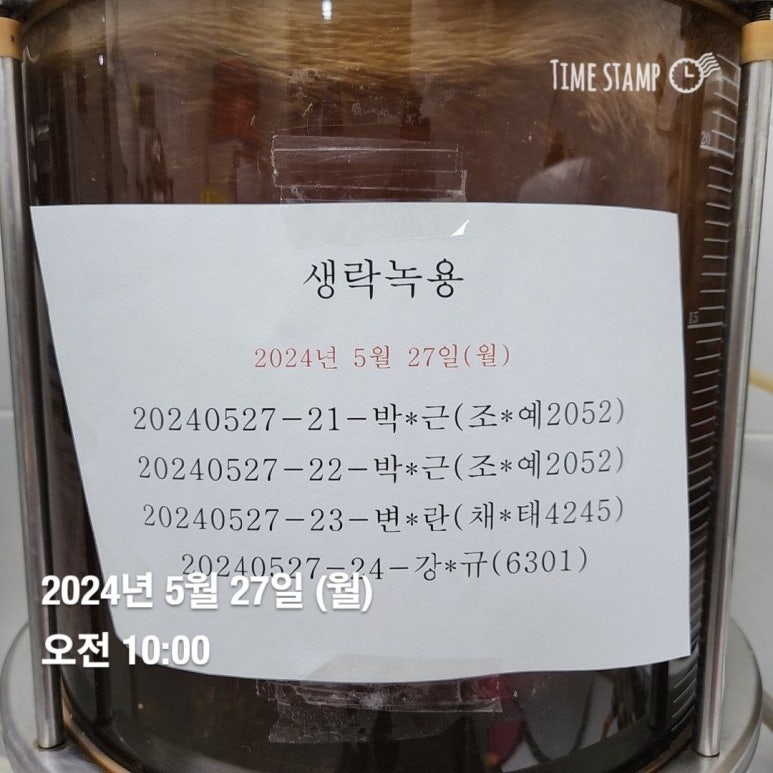 TIME STAMP
20
생락녹용
15
2024년 5월 27일(월)
20240527-21-박*근(조*예2052)
20240527-22-박*근(조*예2052)
20240527-23-변*란(채*태4245)
20240527-24-강*규(6301)
2024년 5월 27일 (월)
오전 10:00